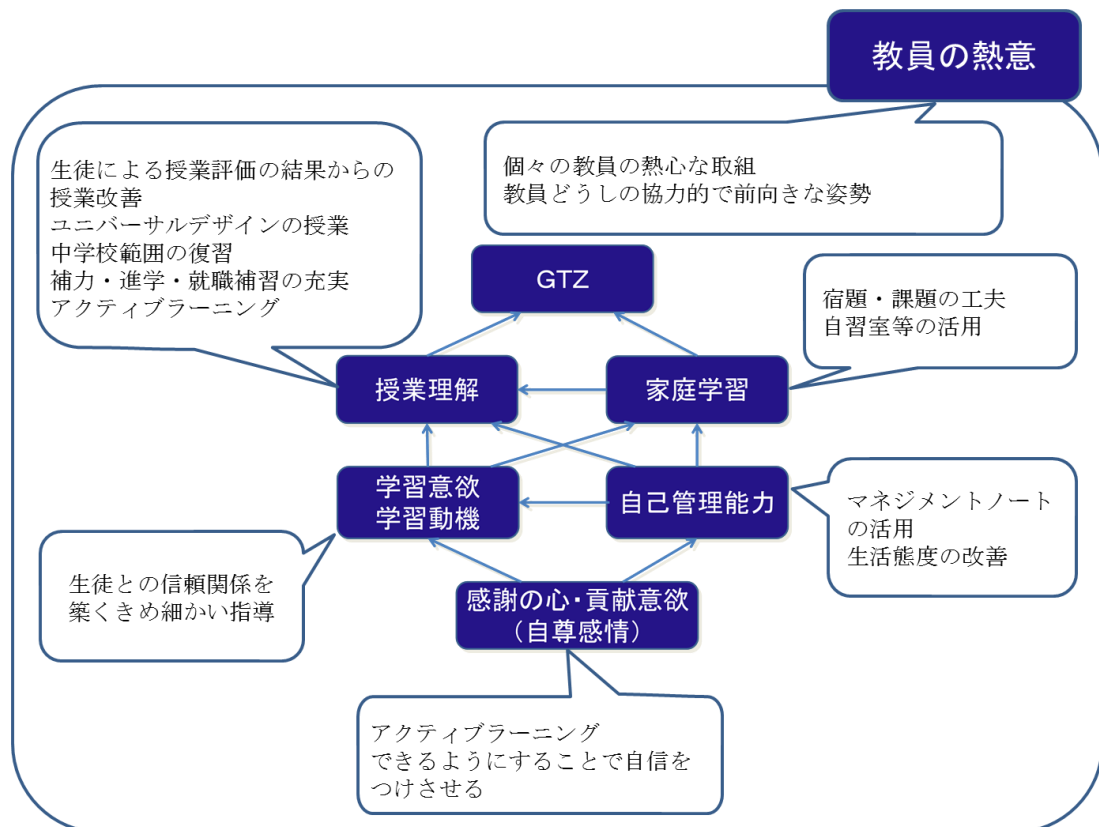 教員の熱意
個々の教員の熱心な取組
教員どうしの協力的で前向きな姿勢
生徒による授業評価の結果からの
授業改善
ユニバーサルデザインの授業
中学校範囲の復習
補力・進学・就職補習の充実
アクティブラーニング
GTZ
宿題・課題の工夫
自習室等の活用
授業理解
家庭学習
学習意欲
学習動機
自己管理能力
マネジメントノート
の活用
生活態度の改善
生徒との信頼関係を
築くきめ細かい指導
感謝の心・貢献意欲
（自尊感情）
アクティブラーニング
できるようにすることで自信を
つけさせる